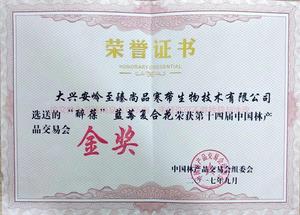 荣誉证书
HONORARY CREDENTIAL
大兴安岭至臻尚品寒带生物技术有限公司
选送的“醉葆”蓝莓复合花荣获第十四届中国林产
品交易会
金奖
中国林产品交易会组委会
二〇一七年九月